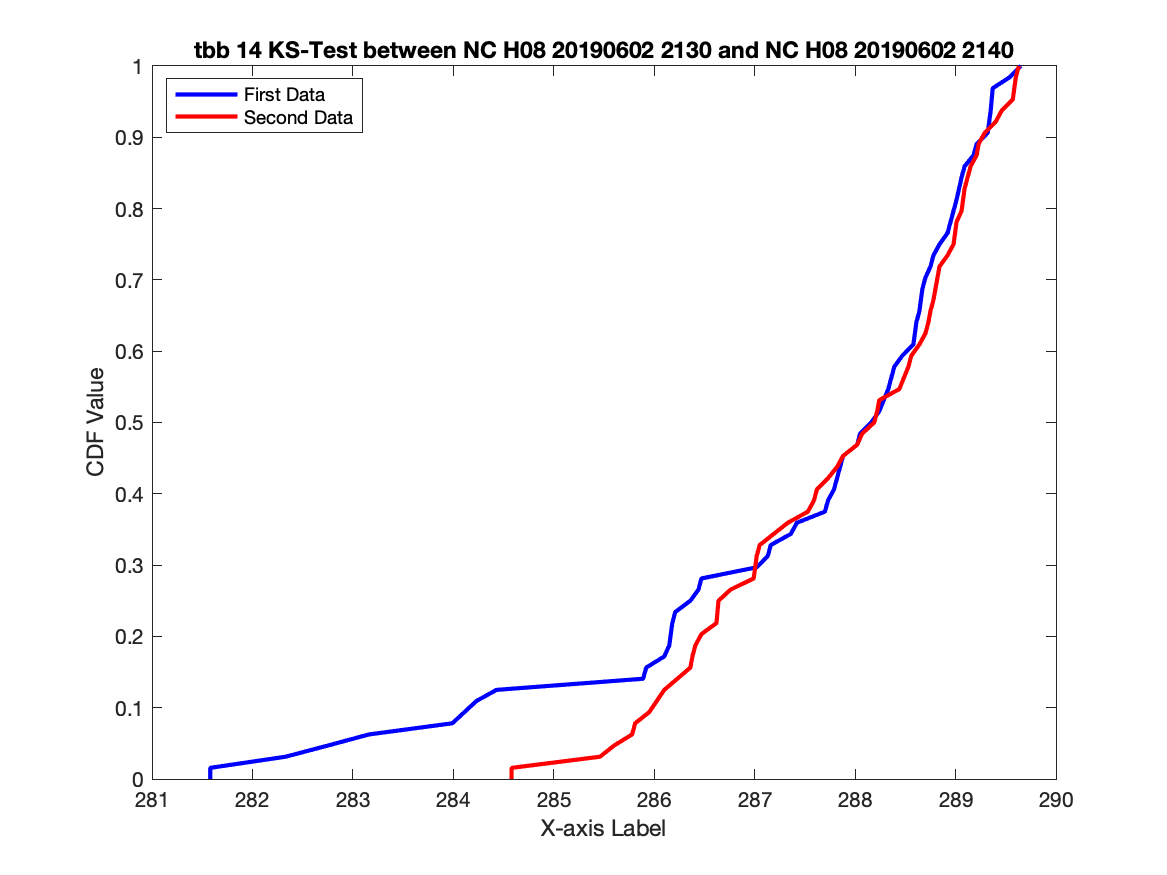 tbb 14 KS-Test between NC H08 20190602 2130 and NC H08 20190602 2140
First Data
Second Data
1
0.9
0.8
0.7
0.6
0.5
0.4
0.3
0.2
0.1
0
CDF Value
281 282 283 284 285 286 287 288 289 290
X-axis Label